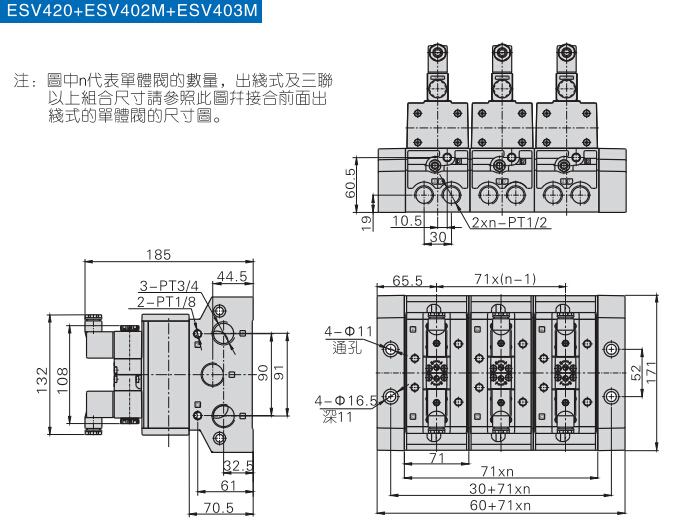 ESV420+ESV402M+ESV403M
注：圖中n代表單體閥的數量，出綫式及三聯
以上組合尺寸請參照此圖幷接合前面出
綫式的單體閥的尺寸圖。
60.5
19
10.5
30
2xn-PT1/2
185
44.5
3-PT3/4
2-PT1/8
132
108
90
91
32.5
61
70.5
65.5
71x(n-1)
4-Φ11
通孔
4-Φ16.5
深11
52
171
71
71xn
30+71xn
60+71xn